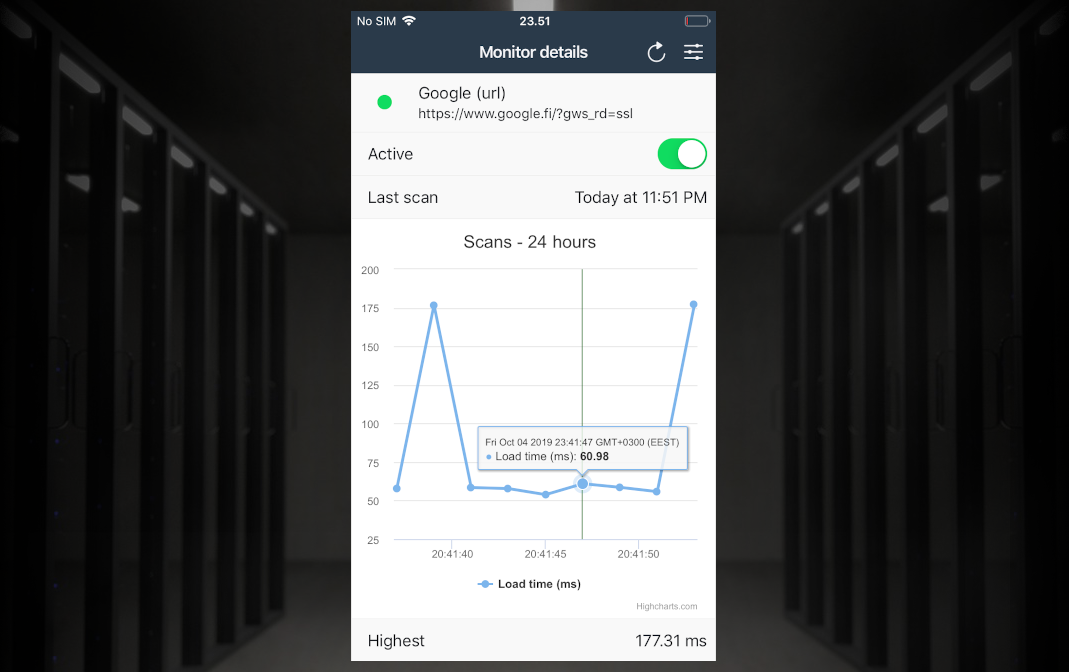 No SIM 23.51
Monitor details
Google (url)
https://www.google.fi/?gws_rd=ssl
Active
Last scan Today at 11:51 PM
Scans - 24 hours
200
175
150
125
100
75
50
25
Fri Oct 04 2019 23:41:47 GMT+0300 (EEST)
Load time (ms): 60.98
20:41:40 20:41:45 20:41:50
Load time (ms)
Highcharts.com
Highest 177.31 ms